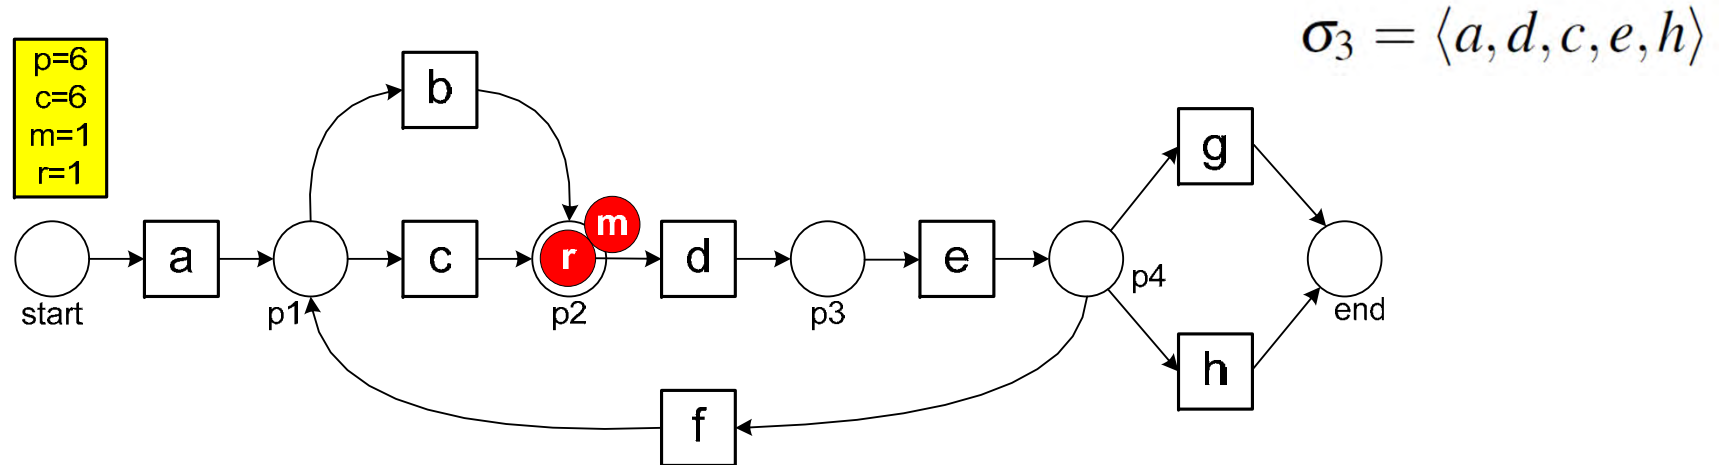 σ₃ = ⟨a, d, c, e, h⟩
p=6
c=6
m=1
r=1
b
g
m
a
c
r
d
e
start
p1
p2
p3
p4
end
h
f